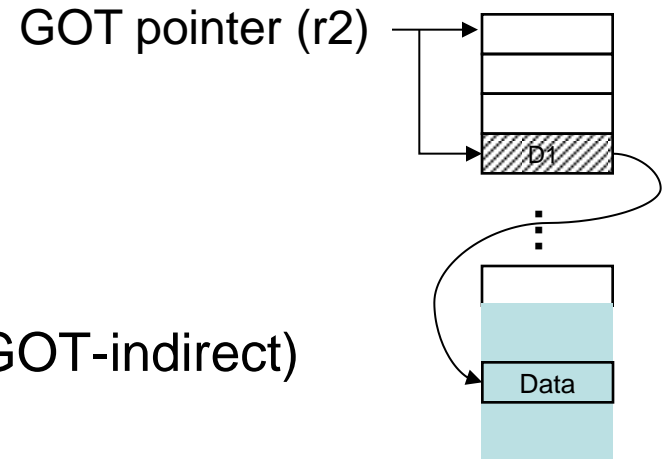 GOT pointer (r2)
D1
⋮
GOT-indirect)
Data